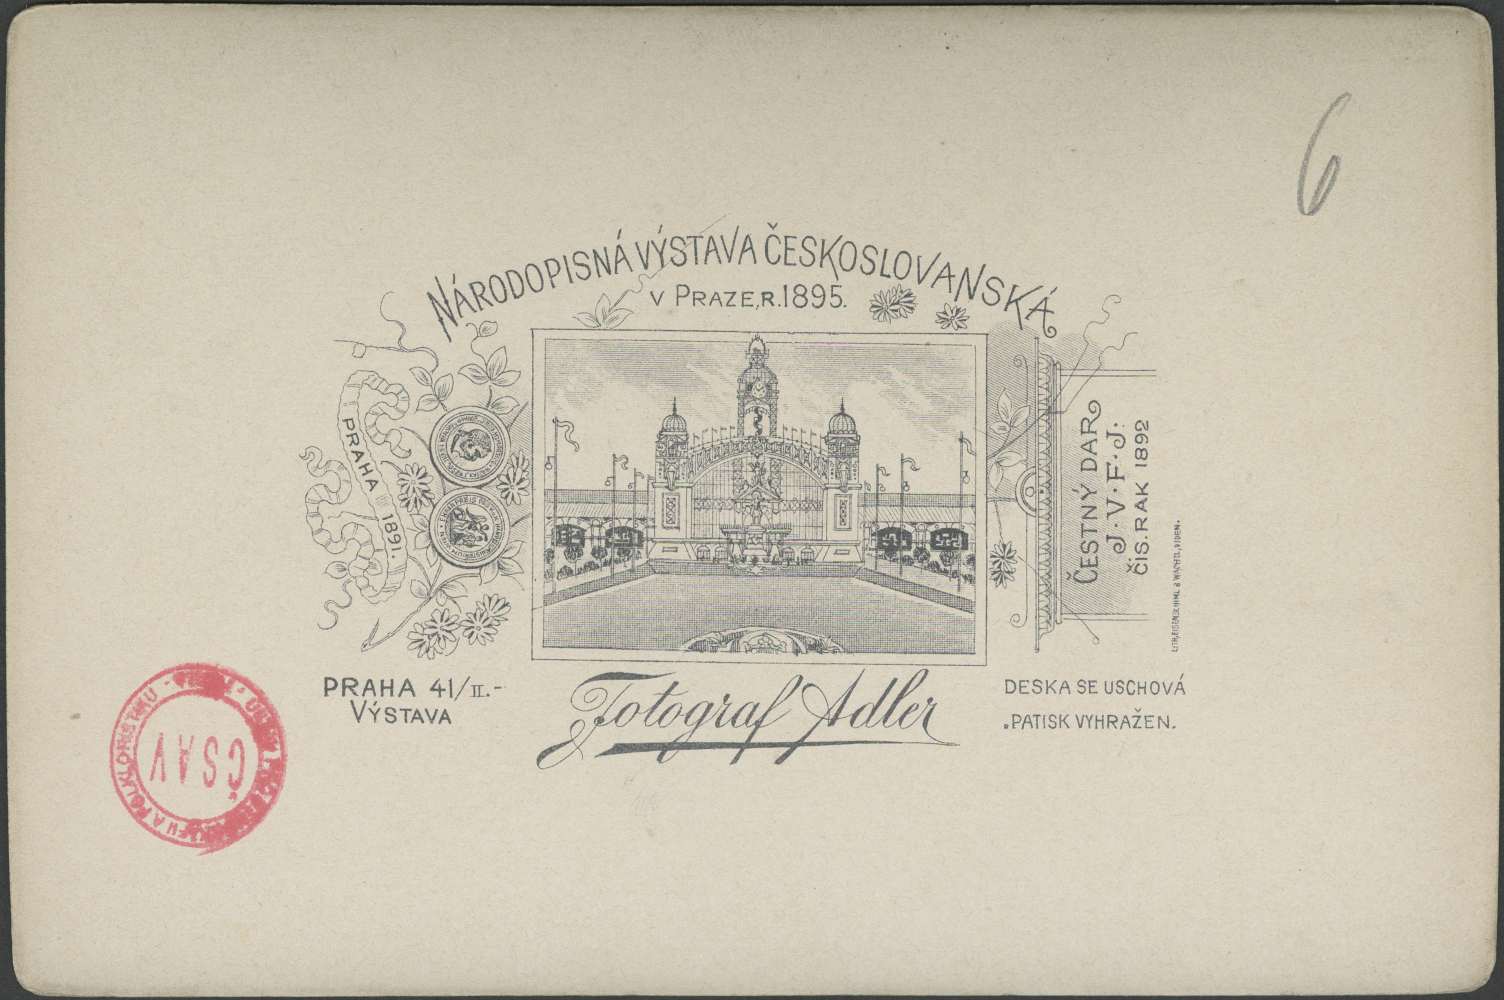 6
NÁRODOPISNÁ VÝSTAVA ČESKOSLOVANSKÁ
V PRAZE, R. 1895.
PRAHA 1891.
ČESTNÝ DAR
J. V. F. J.
ČÍS. RAK 1892
PRAHA 41/II.-
VÝSTAVA
Fotograf Adler
DESKA SE USCHOVÁ
.PATISK VYHRAŽEN.
ČSAV